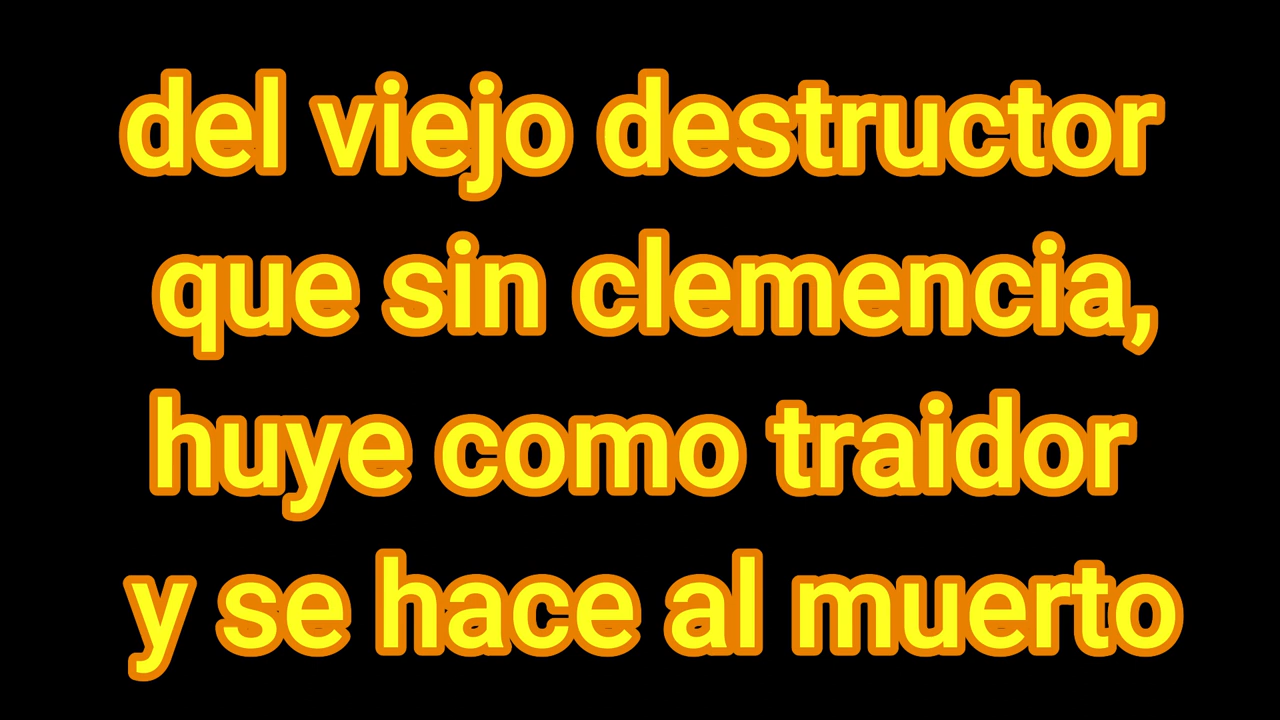 del viejo destructor
que sin clemencia,
huye como traidor
y se hace al muerto